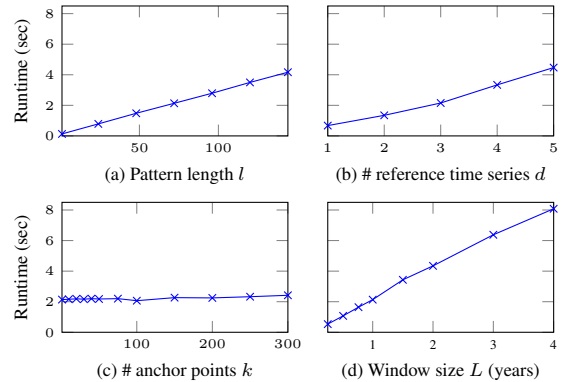 8
6
4
2
0
Runtime (sec)
50 100
(a) Pattern length l
8
6
4
2
0
1 2 3 4 5
(b) # reference time series d
8
6
4
2
0
Runtime (sec)
100 200 300
(c) # anchor points k
8
6
4
2
0
1 2 3 4
(d) Window size L (years)